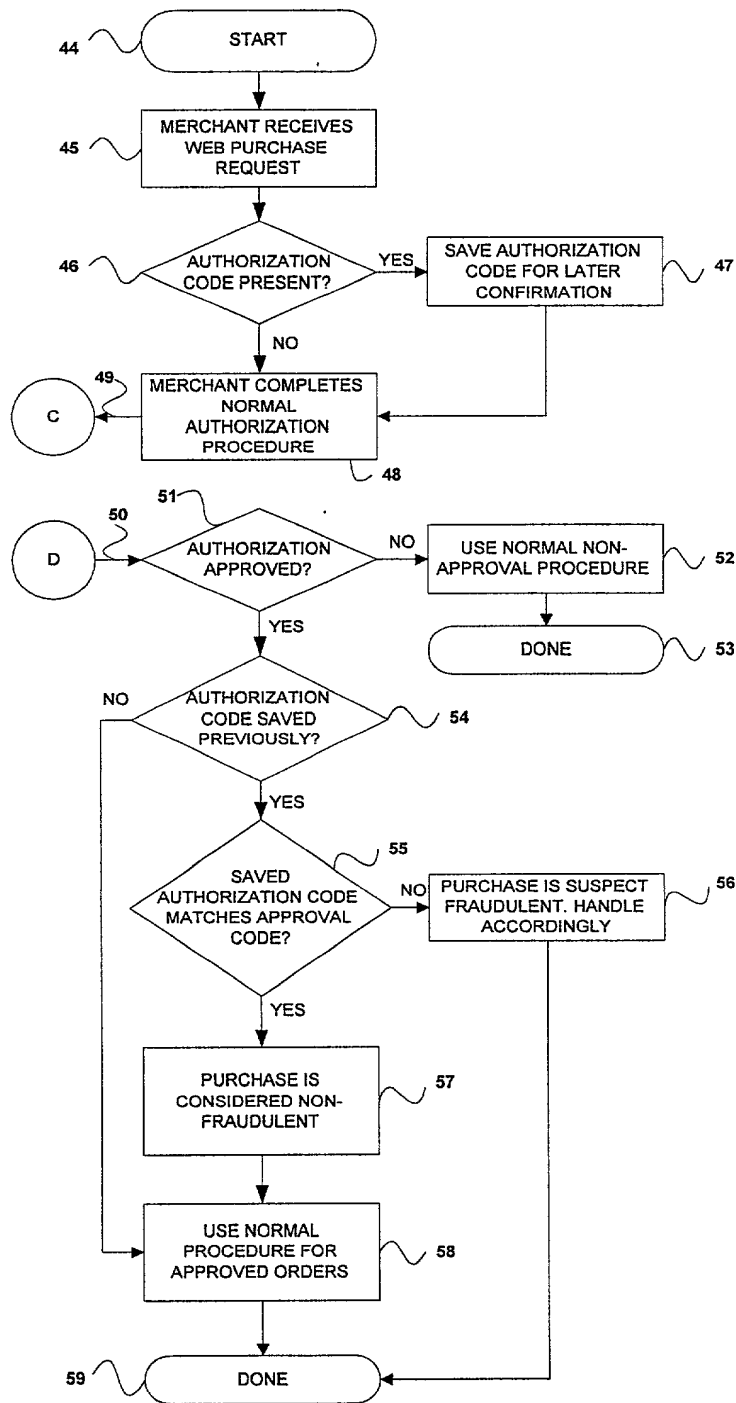 44
START
45
MERCHANT RECEIVES
WEB PURCHASE
REQUEST
46
AUTHORIZATION
CODE PRESENT?
YES
SAVE AUTHORIZATION
CODE FOR LATER
CONFIRMATION
47
NO
49
C
MERCHANT COMPLETES
NORMAL
AUTHORIZATION
PROCEDURE
48
51
50
D
AUTHORIZATION
APPROVED?
NO
USE NORMAL NON-
APPROVAL PROCEDURE
52
YES
DONE
53
NO
AUTHORIZATION
CODE SAVED
PREVIOUSLY?
54
YES
55
SAVED
AUTHORIZATION CODE
MATCHES APPROVAL
CODE?
NO
PURCHASE IS SUSPECT
FRAUDULENT. HANDLE
ACCORDINGLY
56
YES
PURCHASE IS
CONSIDERED NON-
FRAUDULENT
57
USE NORMAL
PROCEDURE FOR
APPROVED ORDERS
58
59
DONE